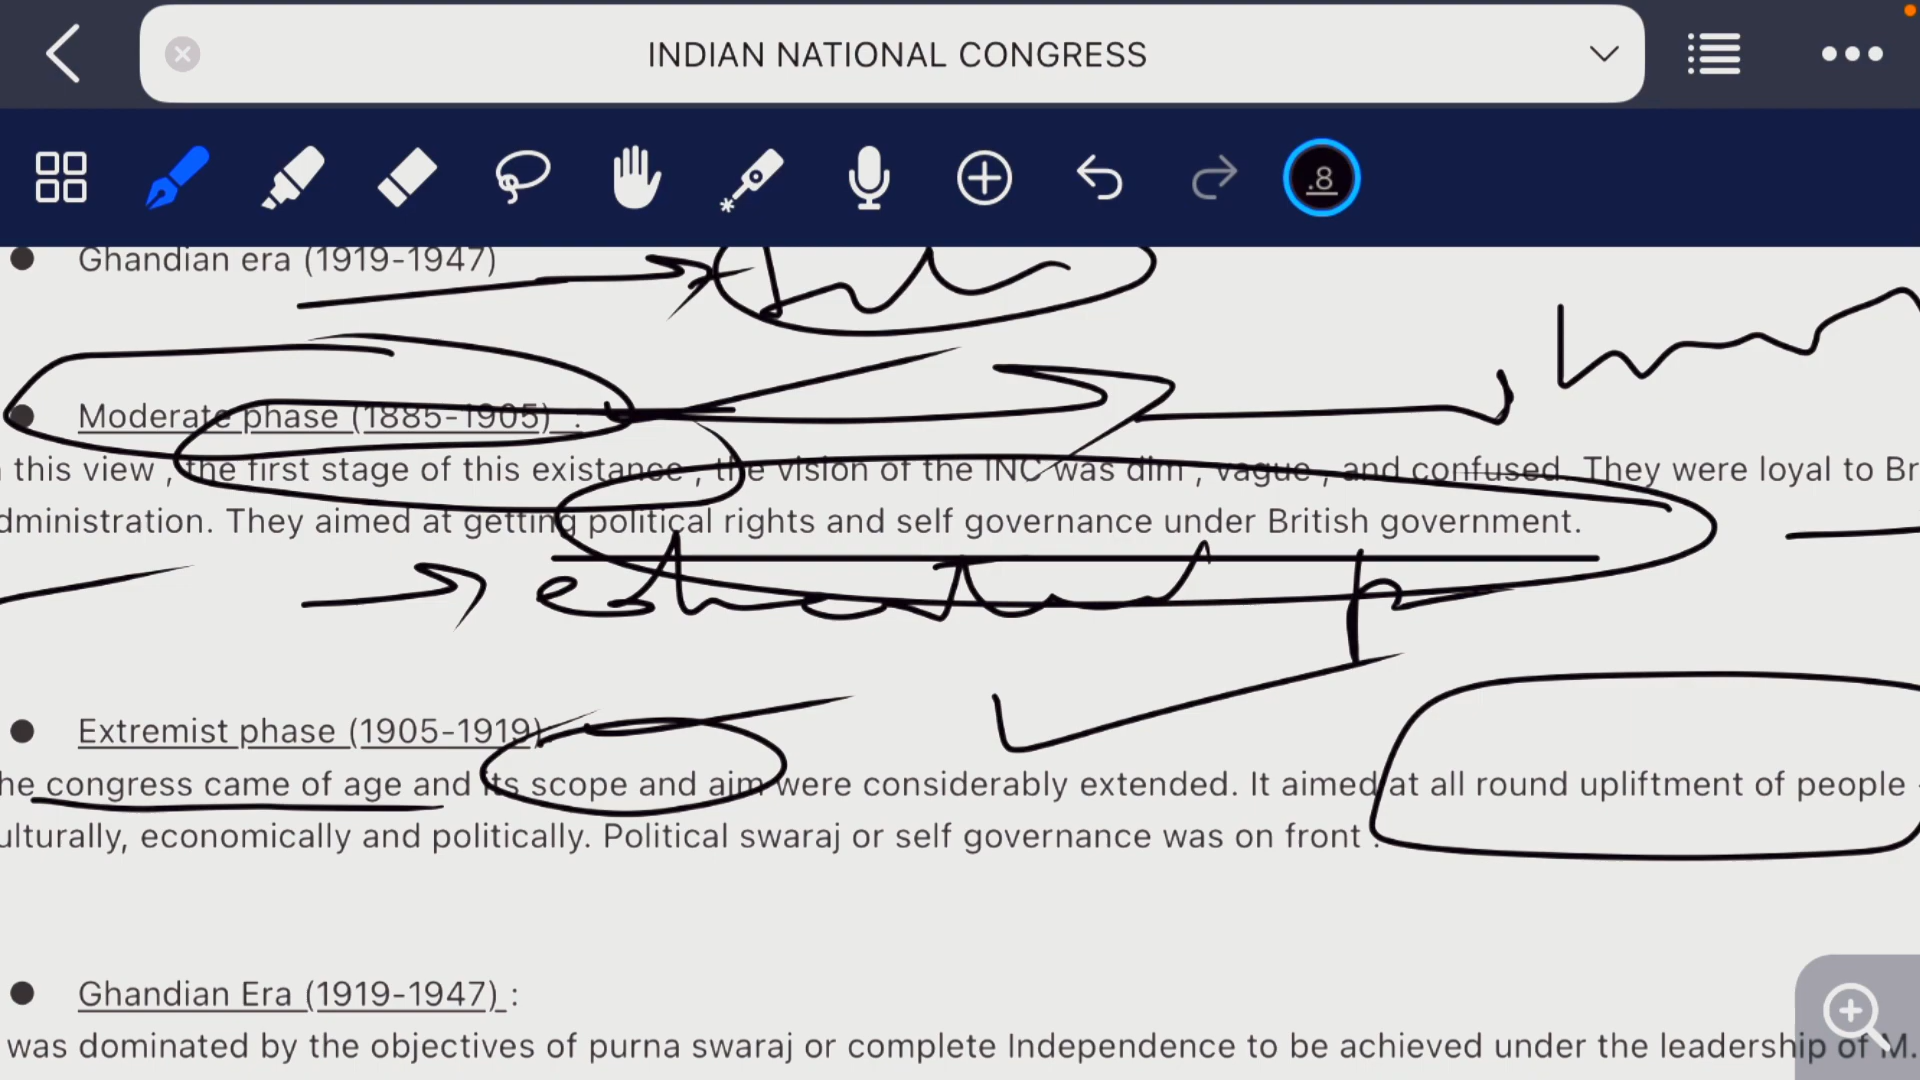 INDIAN NATIONAL CONGRESS
.8
Ghandian era (1919-1947)
Moderate phase (1885-1905) :
this view , the first stage of this existance , the vision of the INC was dim , vague , and confused. They were loyal to Br
dministration. They aimed at getting political rights and self governance under British government.
Extremist phase (1905-1919):
he congress came of age and its scope and aim were considerably extended. It aimed at all round upliftment of people
ulturally, economically and politically. Political swaraj or self governance was on front .
Ghandian Era (1919-1947) :
was dominated by the objectives of purna swaraj or complete Independence to be achieved under the leadership of M.